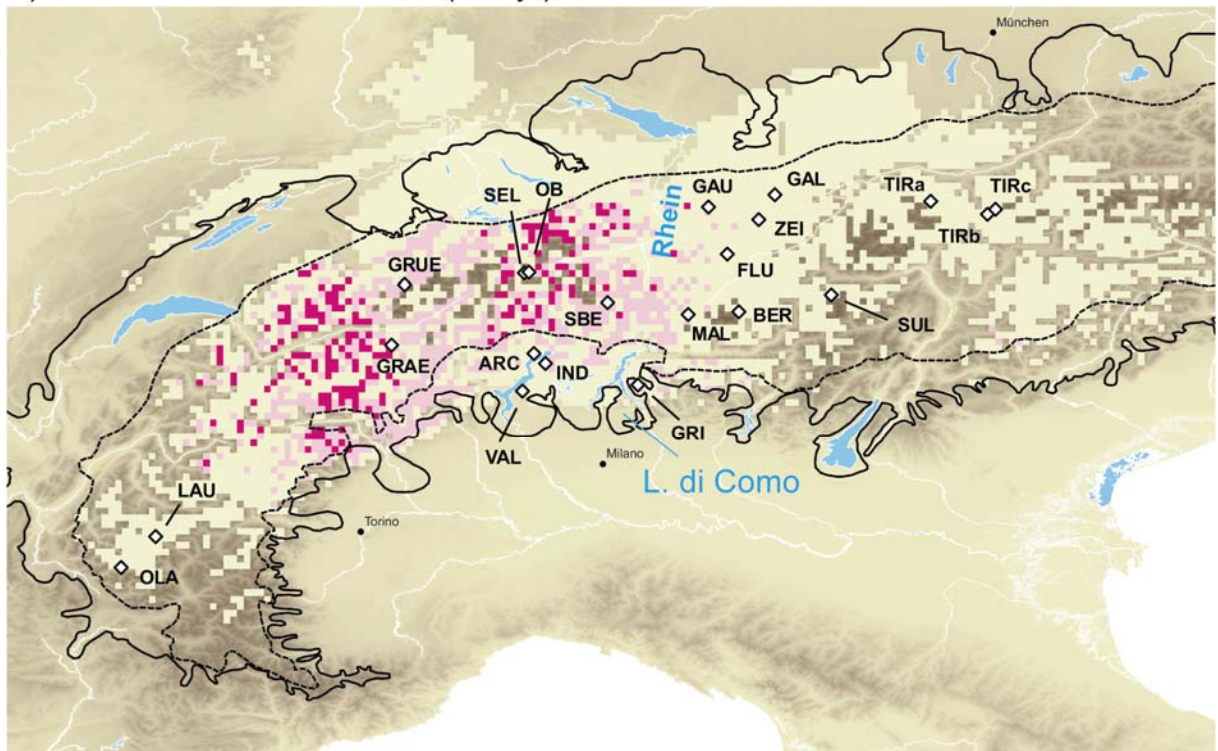 München
SEL
OB
GAU
GAL
TIRa
TIRc
Rhein
ZEI
TIRb
GRUE
FLU
SBE
MAL
BER
SUL
GRAE
ARC
IND
VAL
GRI
Milano
L. di Como
LAU
Torino
OLA